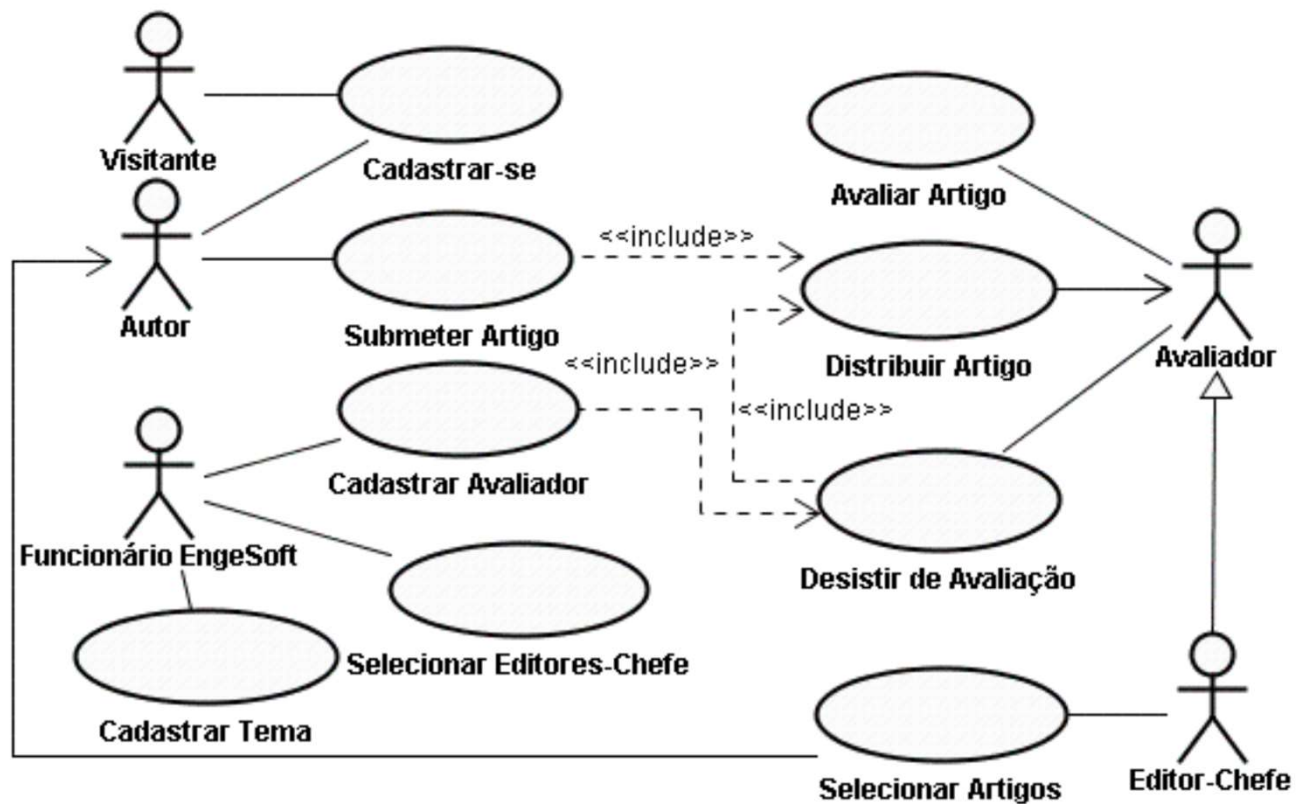 Visitante
Cadastrar-se
Avaliar Artigo
<<include>>
Autor
Submeter Artigo
Distribuir Artigo
Avaliador
<<include>>
<<include>>
Cadastrar Avaliador
Funcionário EngeSoft
Desistir de Avaliação
Selecionar Editores-Chefe
Cadastrar Tema
Selecionar Artigos
Editor-Chefe